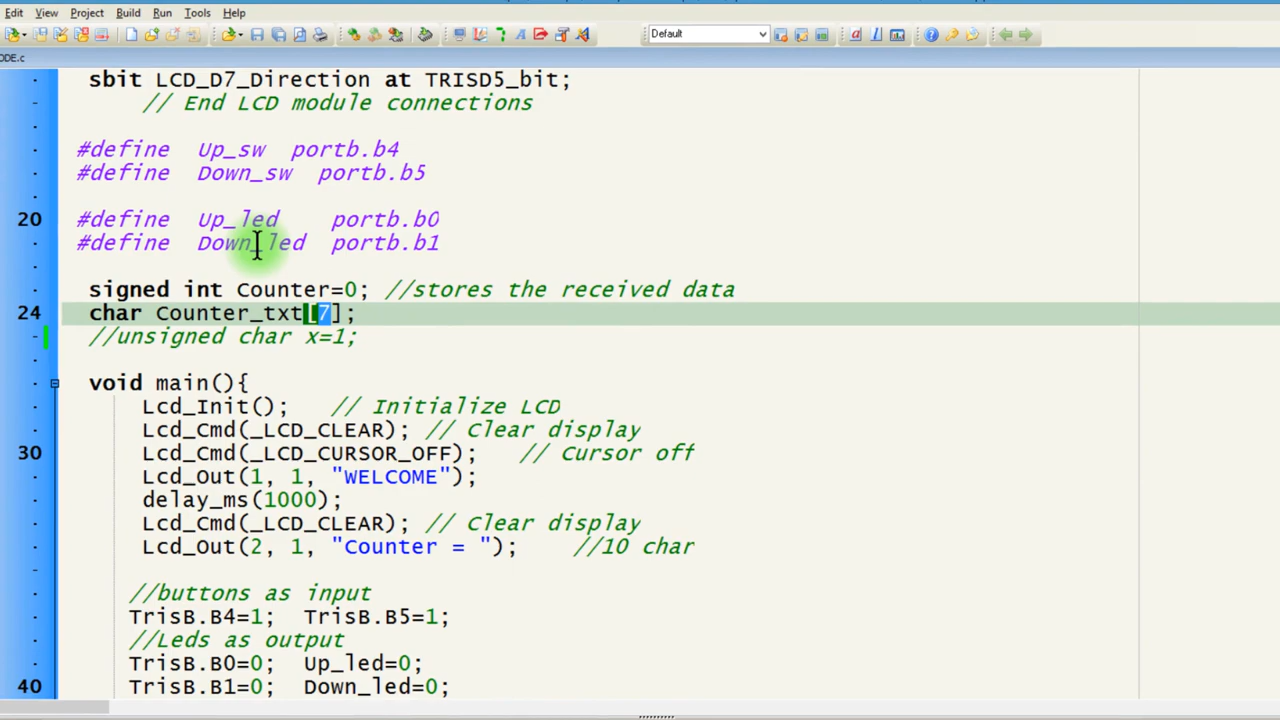 Edit View Project Build Run Tools Help
Default
ODE.c
sbit LCD_D7_Direction at TRISD5_bit;
// End LCD module connections
#define Up_sw portb.b4
#define Down_sw portb.b5
20 #define Up_led portb.b0
#define Down_led portb.b1
signed int Counter=0; //stores the received data
24 char Counter_txt[7];
//unsigned char x=1;
void main(){
Lcd_Init(); // Initialize LCD
Lcd_Cmd(_LCD_CLEAR); // Clear display
30 Lcd_Cmd(_LCD_CURSOR_OFF); // Cursor off
Lcd_Out(1, 1, "WELCOME");
delay_ms(1000);
Lcd_Cmd(_LCD_CLEAR); // Clear display
Lcd_Out(2, 1, "Counter = "); //10 char
//buttons as input
TrisB.B4=1; TrisB.B5=1;
//Leds as output
TrisB.B0=0; Up_led=0;
40 TrisB.B1=0; Down_led=0;